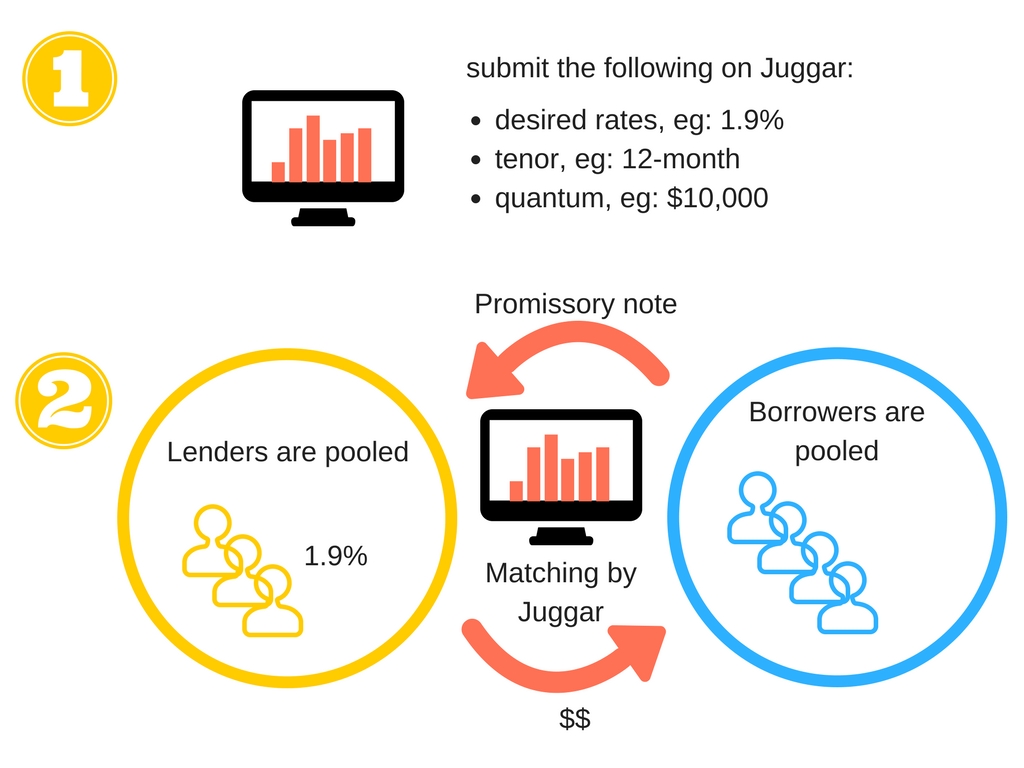 1
submit the following on Juggar:
• desired rates, eg: 1.9%
• tenor, eg: 12-month
• quantum, eg: $10,000
2
Promissory note
Lenders are pooled
1.9%
Matching by
Juggar
$$
Borrowers are
pooled